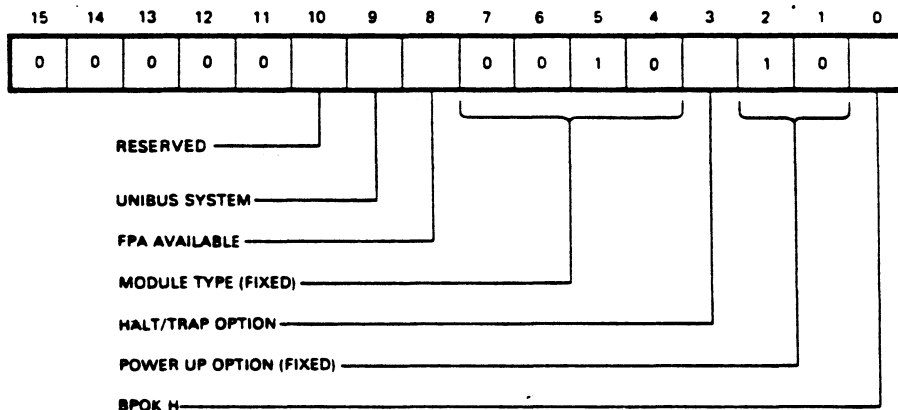 15 14 13 12 11 10 9 8 7 6 5 4 3 2 1 0
0 0 0 0 0 0 0 1 0 1 0
RESERVED
UNIBUS SYSTEM
FPA AVAILABLE
MODULE TYPE (FIXED)
HALT/TRAP OPTION
POWER UP OPTION (FIXED)
BPOK H